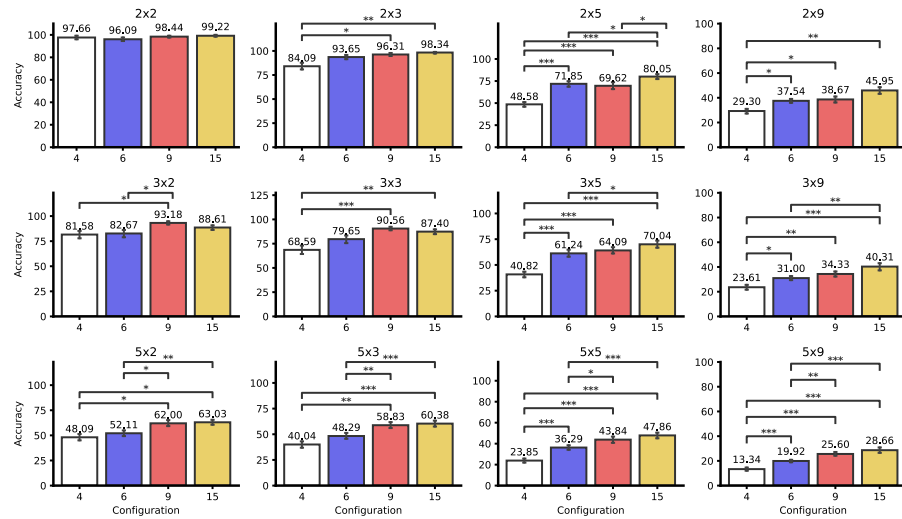 2x2
97.66 96.09 98.44 99.22
100
80
60
40
20
0
Accuracy
4 6 9 15
2x3
**
*
84.09 93.65 96.31 98.34
100
75
50
25
0
4 6 9 15
2x5
*
*
***
***
***
48.58 71.85 69.62 80.05
100
75
50
25
0
4 6 9 15
2x9
**
*
*
29.30 37.54 38.67 45.95
80
60
40
20
0
4 6 9 15
3x2
*
*
81.58 82.67 93.18 88.61
100
75
50
25
0
Accuracy
4 6 9 15
3x3
**
***
68.59 79.65 90.56 87.40
125
100
75
50
25
0
4 6 9 15
3x5
*
***
***
***
40.82 61.24 64.09 70.04
100
75
50
25
0
4 6 9 15
3x9
**
***
**
*
23.61 31.00 34.33 40.31
80
60
40
20
0
4 6 9 15
5x2
**
*
*
*
48.09 52.11 62.00 63.03
100
75
50
25
0
Accuracy
4 6 9 15
Configuration
5x3
***
**
***
**
40.04 48.29 58.83 60.38
100
75
50
25
0
4 6 9 15
Configuration
5x5
***
*
***
***
***
23.85 36.29 43.84 47.86
80
60
40
20
0
4 6 9 15
Configuration
5x9
***
**
***
***
***
13.34 19.92 25.60 28.66
80
60
40
20
0
4 6 9 15
Configuration